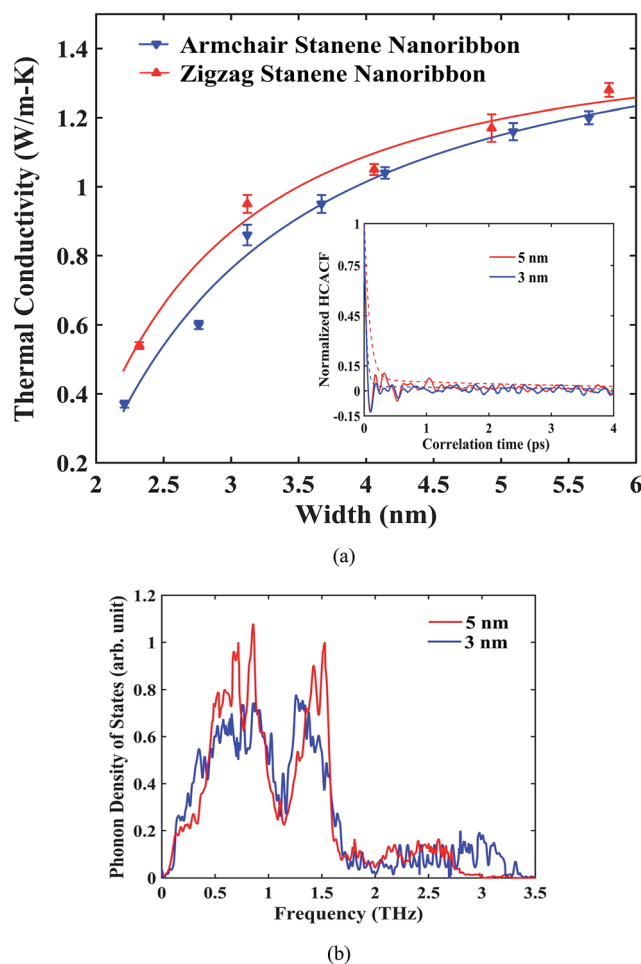 1.4
1.2
1
0.8
0.6
0.4
0.2
Thermal Conductivity (W/m-K)
Armchair Stanene Nanoribbon
Zigzag Stanene Nanoribbon
1
0.75
0.45
0.15
0
-0.15
Normalized HCACF
5 nm
3 nm
0 1 2 3 4
Correlation time (ps)
2 2.5 3 3.5 4 4.5 5 5.5 6
Width (nm)
(a)
1.2
1
0.8
0.6
0.4
0.2
0
Phonon Density of States (arb. unit)
5 nm
3 nm
0 0.5 1.0 1.5 2.0 2.5 3.0 3.5
Frequency (THz)
(b)